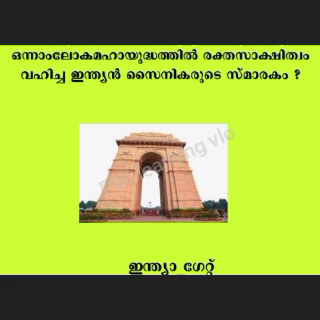 ഒന്നാംലോകമഹായുദ്ധത്തിൽ രക്തസാക്ഷിത്വം
വഹിച്ച ഇന്ത്യൻ സൈനികരുടെ സ്മാരകം ?
ഇന്ത്യാ ഗേറ്റ്